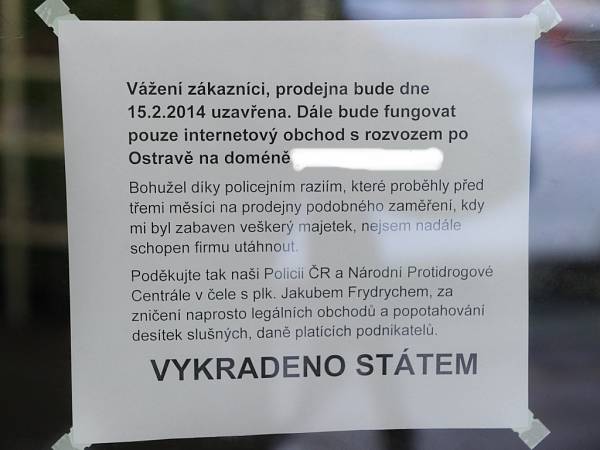 Vážení zákazníci, prodejna bude dne
15.2.2014 uzavřena. Dále bude fungovat
pouze internetový obchod s rozvozem po
Ostravě na doméně
Bohužel díky policejním raziím, které proběhly před
třemi měsíci na prodejny podobného zaměření, kdy
mi byl zabaven veškerý majetek, nejsem nadále
schopen firmu utáhnout.
Poděkujte tak naši Policii ČR a Národní Protidrogové
Centrále v čele s plk. Jakubem Frydrychem, za
zničení naprosto legálních obchodů a popotahování
desítek slušných, daně platících podnikatelů.
VYKRADENO STÁTEM